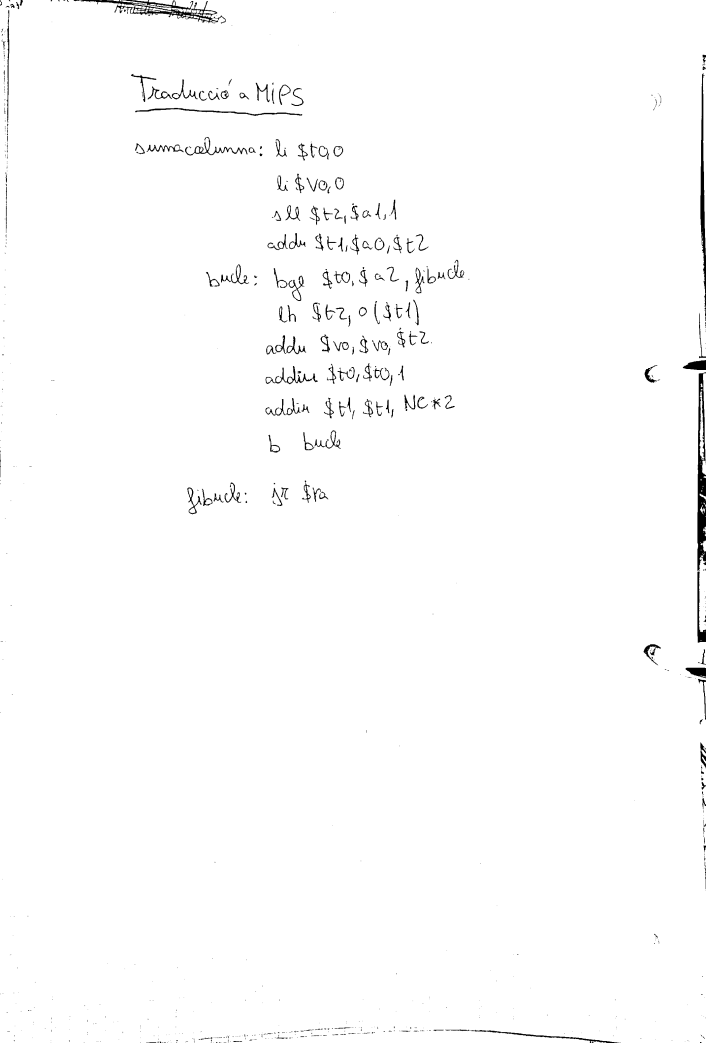 Traducció a MIPS
sumacolumna: li $t0,0
li $v0,0
sll $t2,$a1,1
addu $t1,$a0,$t2
bucle: bge $t0,$a2,fibucle
lh $t2,0($t1)
addu $v0,$v0,$t2
addiu $t0,$t0,1
addiu $t1,$t1,NC*2
b bucle
fibucle: jr $ra